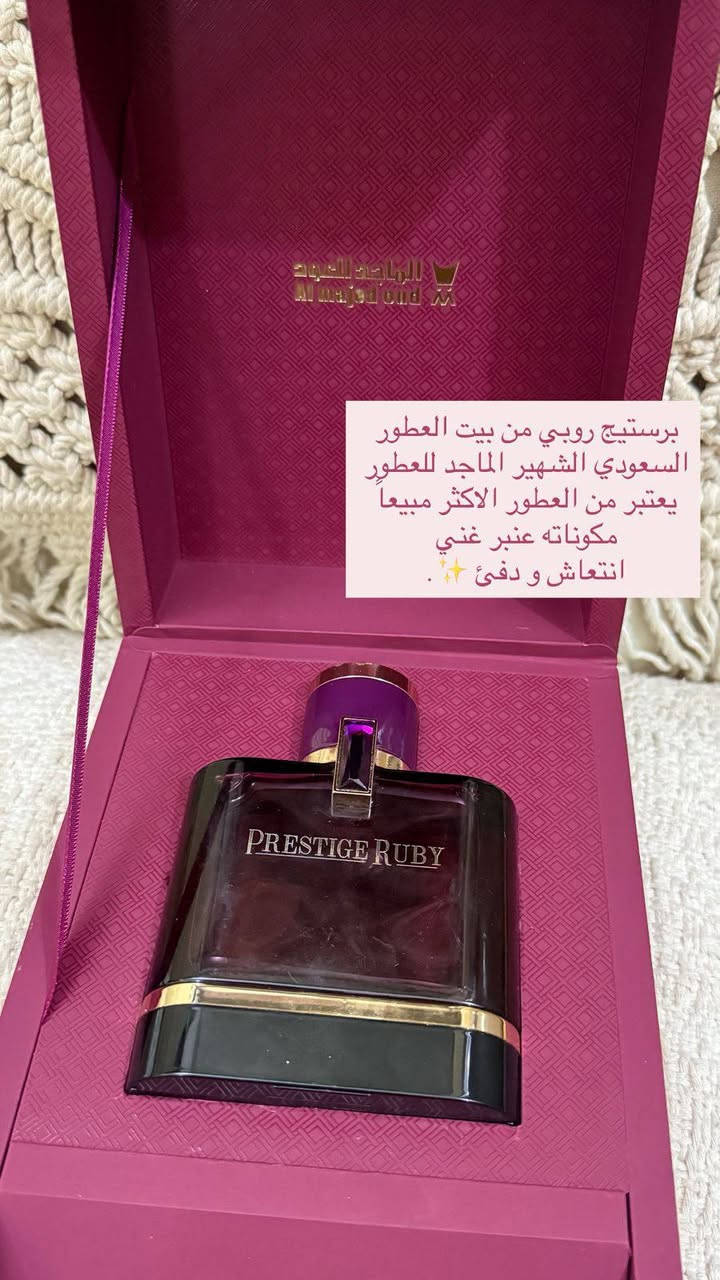 الماجد للعود
Al majed oud
برستيج روبي من بيت العطور
السعودي الشهير الماجد للعطور
يعتبر من العطور الاكثر مبيعاً
مكوناته عنبر غني
انتعاش و دفئ ✨ .
PRESTIGE RUBY